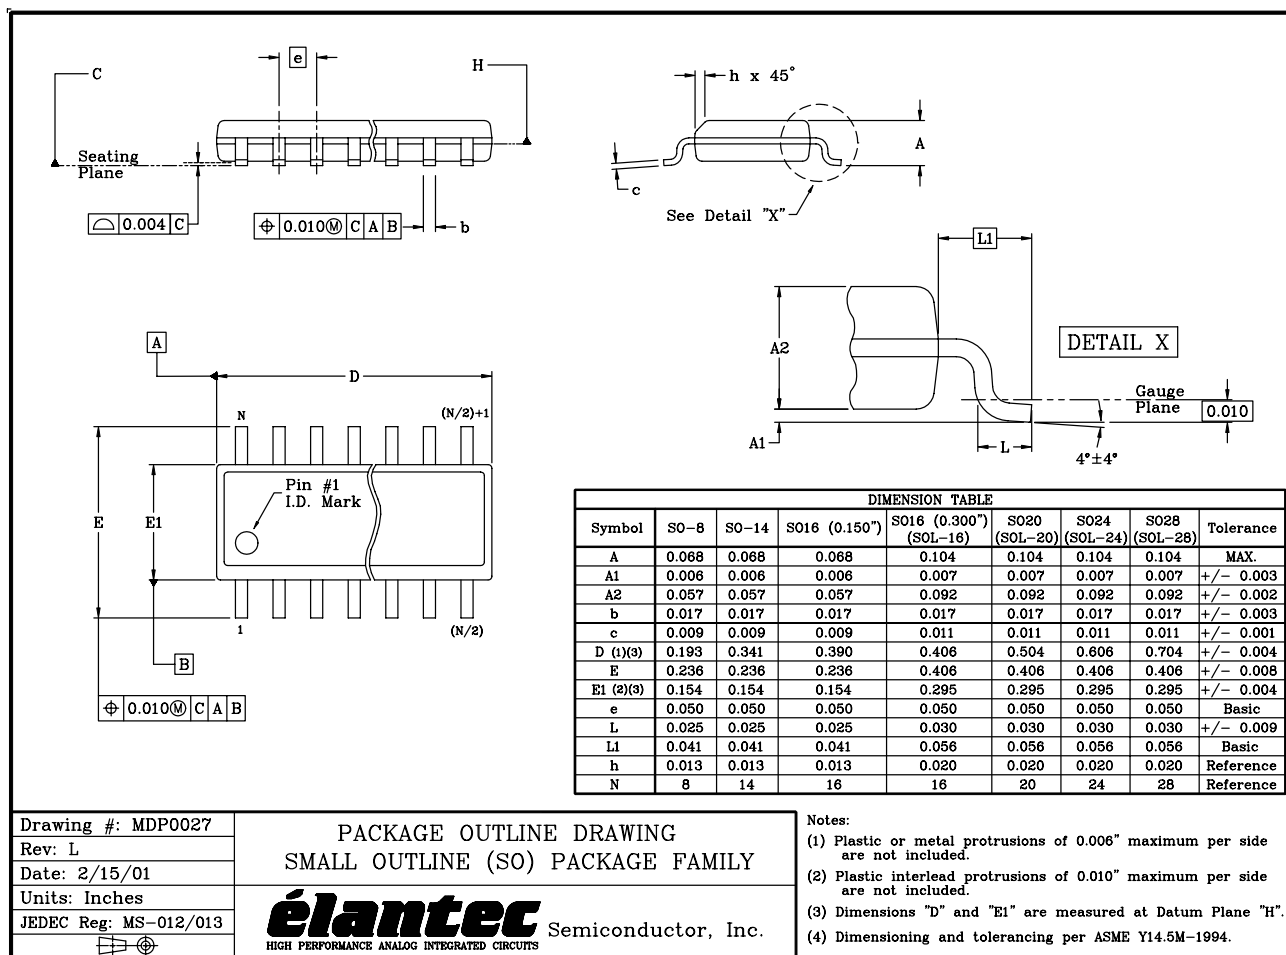 C
e
H
Seating
Plane
0.004 C
0.010Ⓜ C A B
b
h x 45°
A
c
See Detail "X"
L1
A2
DETAIL X
Gauge
Plane
0.010
A1
L
4°±4°
A
D
N
(N/2)+1
Pin #1
I.D. Mark
E
E1
1
(N/2)
B
0.010Ⓜ C A B
DIMENSION TABLE
Symbol SO-8 SO-14 SO16 (0.150") SO16 (0.300") (SOL-16) SO20 (SOL-20) SO24 (SOL-24) SO28 (SOL-28) Tolerance
A 0.068 0.068 0.068 0.104 0.104 0.104 0.104 MAX.
A1 0.006 0.006 0.006 0.007 0.007 0.007 0.007 +/- 0.003
A2 0.057 0.057 0.057 0.092 0.092 0.092 0.092 +/- 0.002
b 0.017 0.017 0.017 0.017 0.017 0.017 0.017 +/- 0.003
c 0.009 0.009 0.009 0.011 0.011 0.011 0.011 +/- 0.001
D (1)(3) 0.193 0.341 0.390 0.406 0.504 0.606 0.704 +/- 0.004
E 0.236 0.236 0.236 0.406 0.406 0.406 0.406 +/- 0.008
E1 (2)(3) 0.154 0.154 0.154 0.295 0.295 0.295 0.295 +/- 0.004
e 0.050 0.050 0.050 0.050 0.050 0.050 0.050 Basic
L 0.025 0.025 0.025 0.030 0.030 0.030 0.030 +/- 0.009
L1 0.041 0.041 0.041 0.056 0.056 0.056 0.056 Basic
h 0.013 0.013 0.013 0.020 0.020 0.020 0.020 Reference
N 8 14 16 16 20 24 28 Reference
Drawing #: MDP0027
Rev: L
Date: 2/15/01
Units: Inches
JEDEC Reg: MS-012/013
PACKAGE OUTLINE DRAWING
SMALL OUTLINE (SO) PACKAGE FAMILY
élantec Semiconductor, Inc.
HIGH PERFORMANCE ANALOG INTEGRATED CIRCUITS
Notes:
(1) Plastic or metal protrusions of 0.006" maximum per side
are not included.
(2) Plastic interlead protrusions of 0.010" maximum per side
are not included.
(3) Dimensions "D" and "E1" are measured at Datum Plane "H".
(4) Dimensioning and tolerancing per ASME Y14.5M-1994.